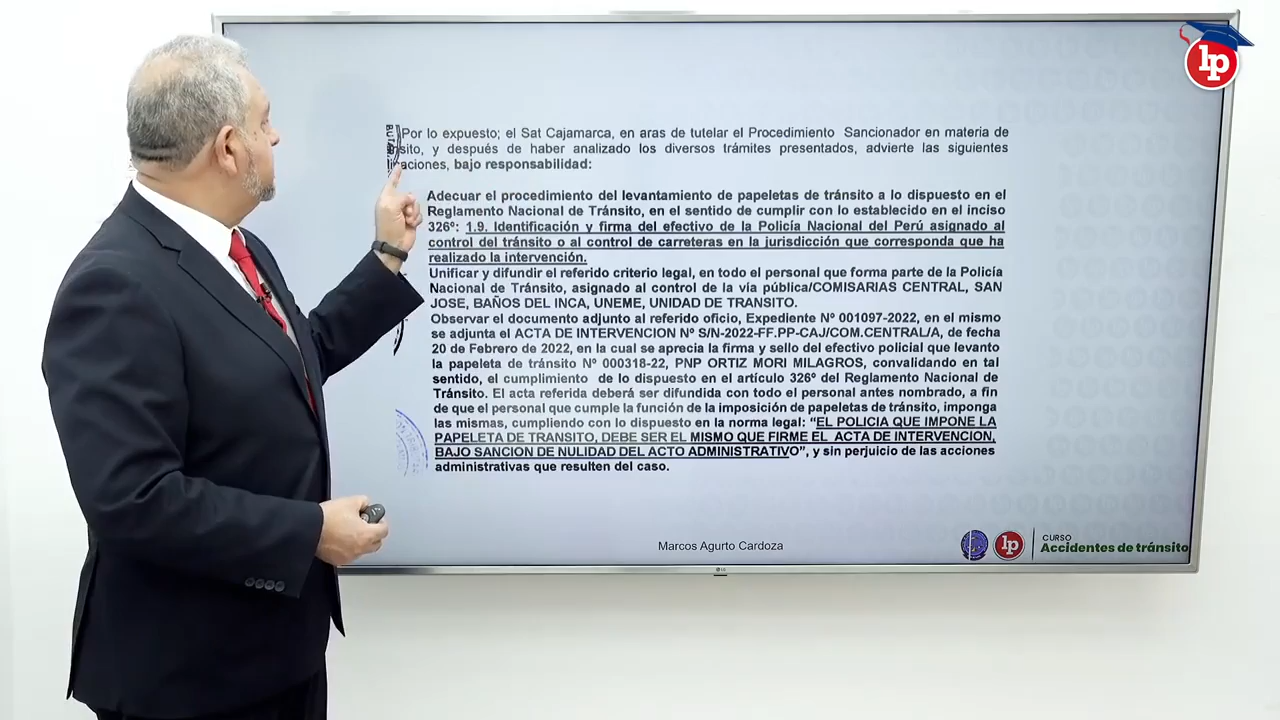 lp
Por lo expuesto; el Sat Cajamarca, en aras de tutelar el Procedimiento Sancionador en materia de
sito, y después de haber analizado los diversos trámites presentados, advierte las siguientes
aciones, bajo responsabilidad:
Adecuar el procedimiento del levantamiento de papeletas de tránsito a lo dispuesto en el
Reglamento Nacional de Tránsito, en el sentido de cumplir con lo establecido en el inciso
326º: 1.9. Identificación y firma del efectivo de la Policía Nacional del Perú asignado al
control del tránsito o al control de carreteras en la jurisdicción que corresponda que ha
realizado la intervención.
Unificar y difundir el referido criterio legal, en todo el personal que forma parte de la Policía
Nacional de Tránsito, asignado al control de la vía pública/COMISARIAS CENTRAL, SAN
JOSE, BAÑOS DEL INCA, UNEME, UNIDAD DE TRANSITO.
Observar el documento adjunto al referido oficio, Expediente Nº 001097-2022, en el mismo
se adjunta el ACTA DE INTERVENCION Nº S/N-2022-FF.PP-CAJ/COM.CENTRAL/A, de fecha
20 de Febrero de 2022, en la cual se aprecia la firma y sello del efectivo policial que levanto
la papeleta de tránsito Nº 000318-22, PNP ORTIZ MORI MILAGROS, convalidando en tal
sentido, el cumplimiento de lo dispuesto en el artículo 326º del Reglamento Nacional de
Tránsito. El acta referida deberá ser difundida con todo el personal antes nombrado, a fin
de que el personal que cumple la función de la imposición de papeletas de tránsito, imponga
las mismas, cumpliendo con lo dispuesto en la norma legal: “EL POLICIA QUE IMPONE LA
PAPELETA DE TRANSITO, DEBE SER EL MISMO QUE FIRME EL ACTA DE INTERVENCION,
BAJO SANCION DE NULIDAD DEL ACTO ADMINISTRATIVO”, y sin perjuicio de las acciones
administrativas que resulten del caso.
Marcos Agurto Cardoza
lp
CURSO
Accidentes de tránsito
LG